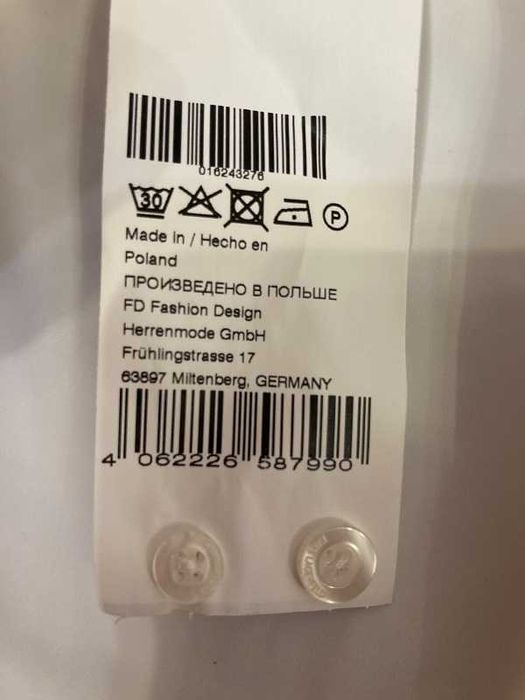 016243276
30 P
Made in / Hecho en
Poland
ПРОИЗВЕДЕНО В ПОЛЬШЕ
FD Fashion Design
Herrenmode GmbH
Frühlingstrasse 17
63897 Miltenberg, GERMANY
4 062226 587990